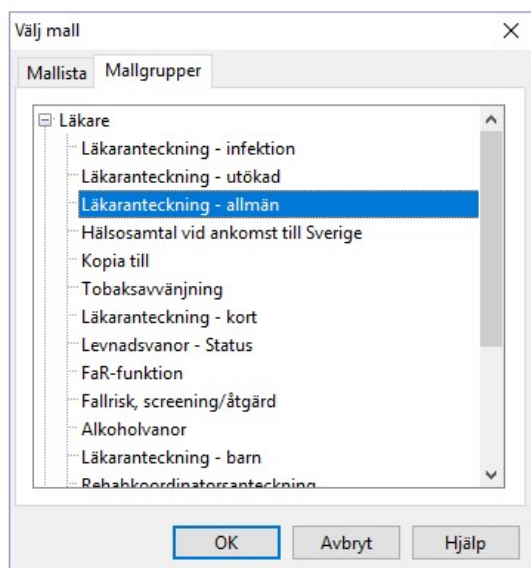 Välj mall
Mallista Mallgrupper
Läkare
Läkaranteckning - infektion
Läkaranteckning - utökad
Läkaranteckning - allmän
Hälsosamtal vid ankomst till Sverige
Kopia till
Tobaksavvänjning
Läkaranteckning - kort
Levnadsvanor - Status
FaR-funktion
Fallrisk, screening/åtgärd
Alkoholvanor
Läkaranteckning - barn
Rehabkoordinatorsanteckning
OK Avbryt Hjälp